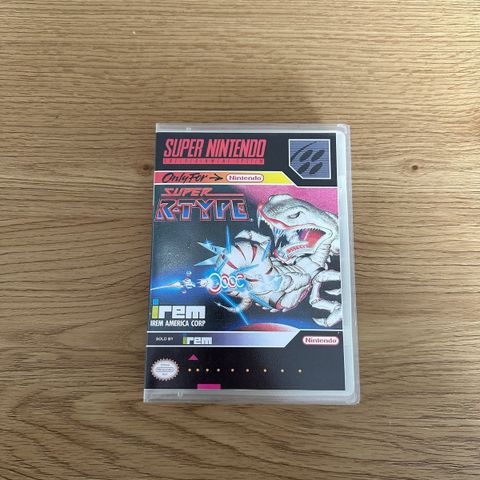 SUPER NINTENDO
ENTERTAINMENT SYSTEM
Only For Nintendo
SUPER
R-TYPE
irem
IREM AMERICA CORP
SOLD BY irem
Nintendo